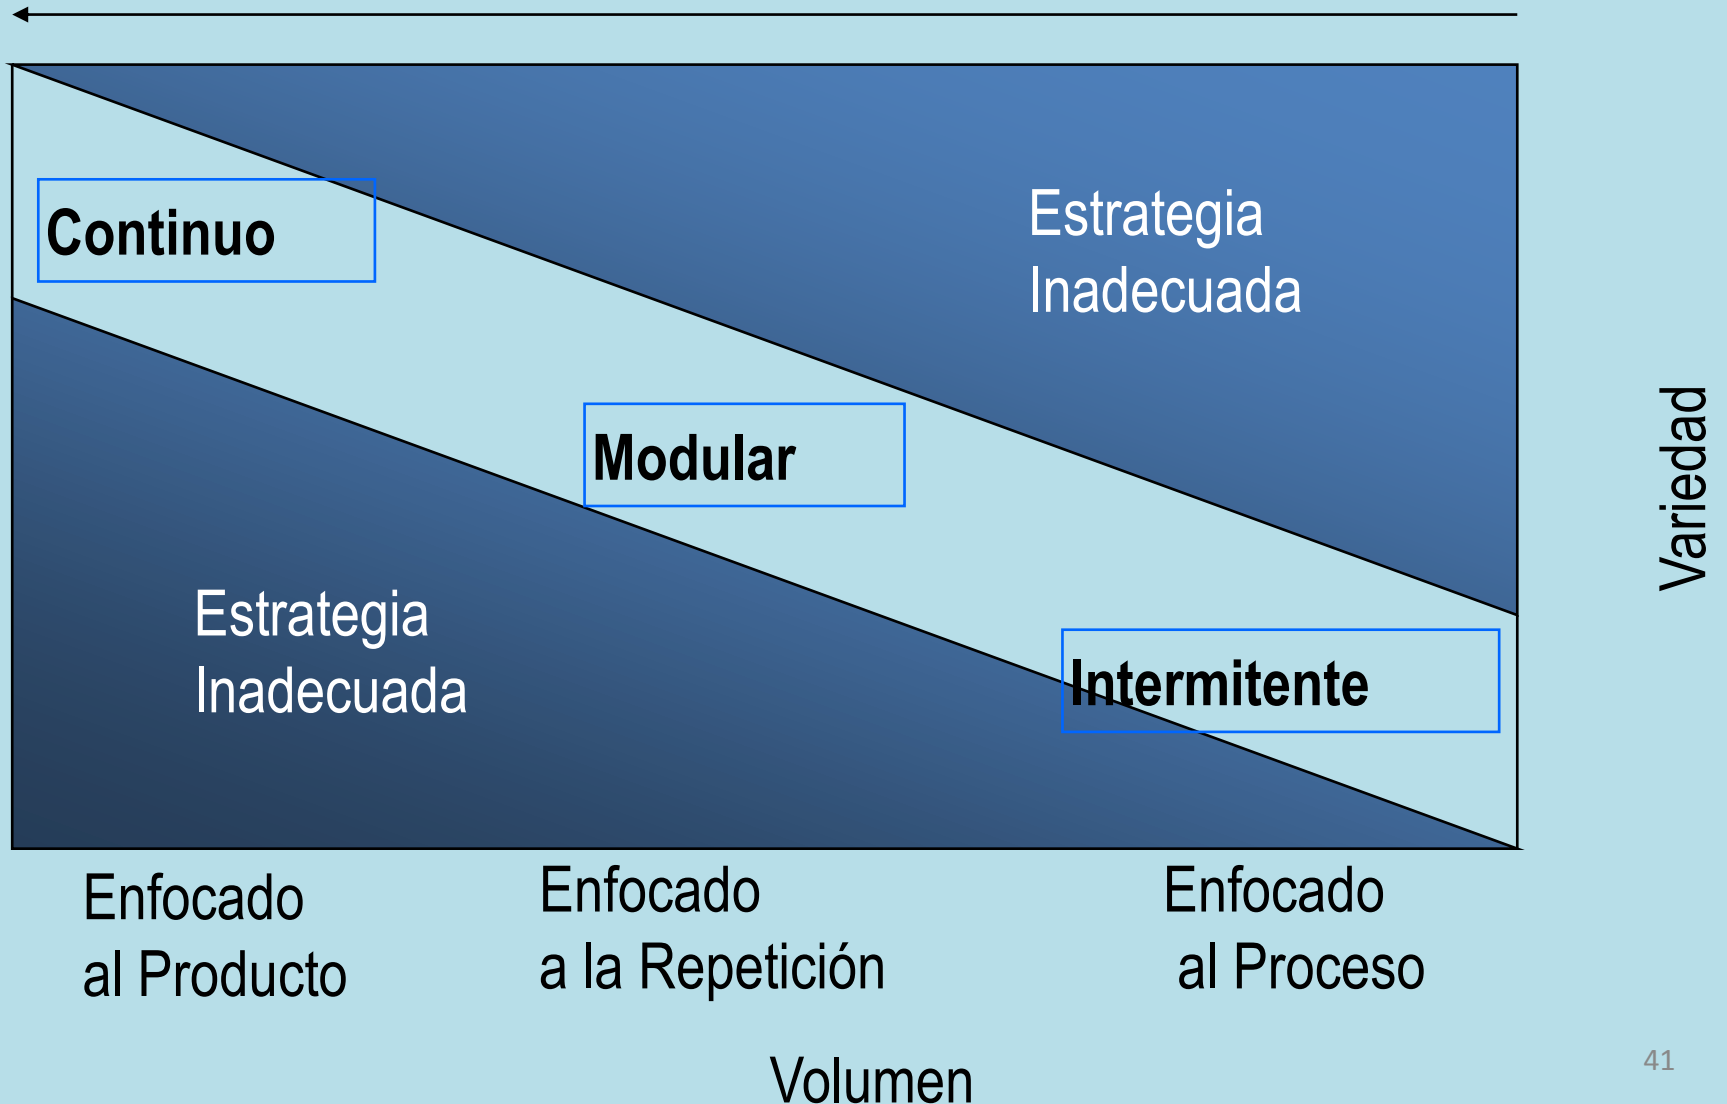 Continuo
Estrategia
Inadecuada
Modular
Variedad
Estrategia
Inadecuada
Intermitente
Enfocado
al Producto
Enfocado
a la Repetición
Enfocado
al Proceso
Volumen
41